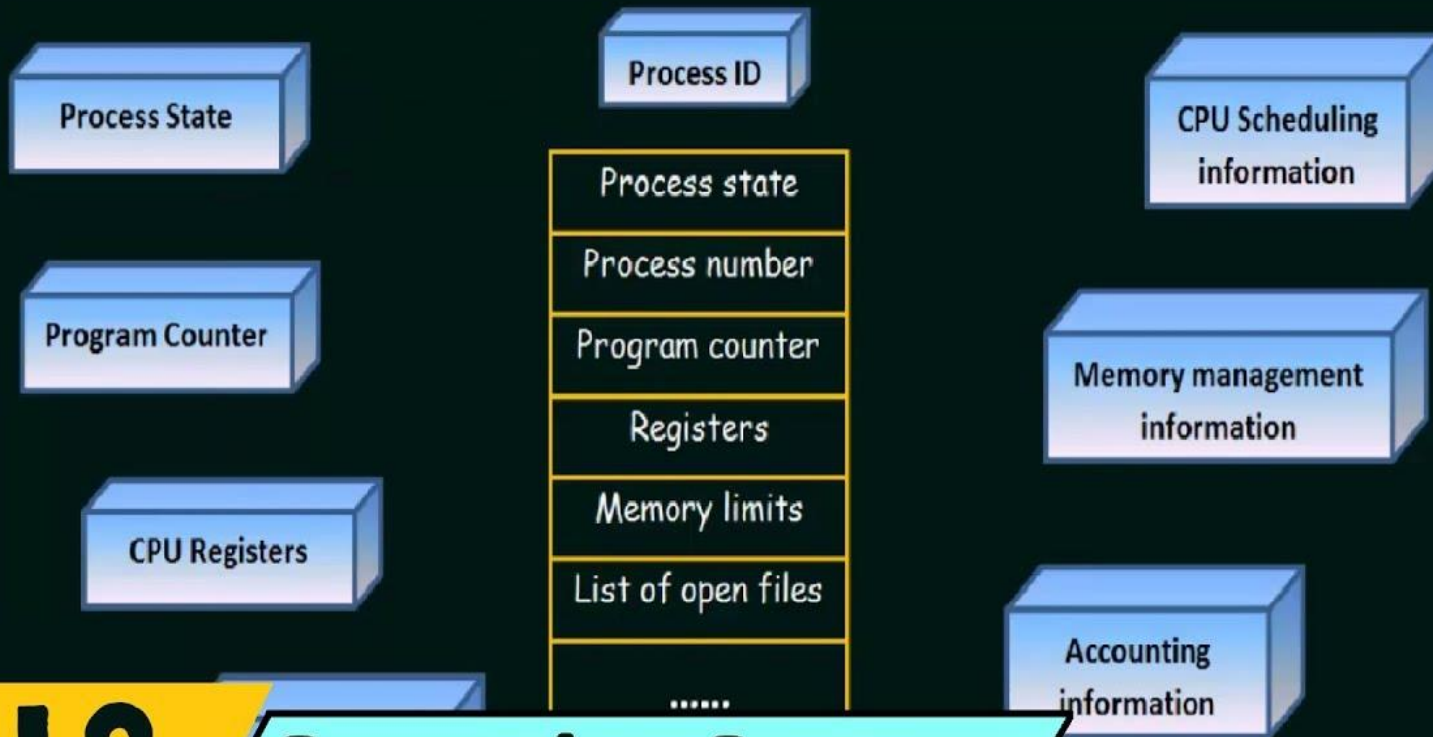 Process ID
Process State
CPU Scheduling
information
Process state
Process number
Program counter
Registers
Memory limits
List of open files
......
Program Counter
Memory management
information
CPU Registers
Accounting
information